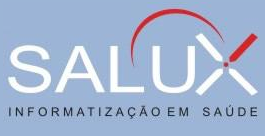 SALUX
INFORMATIZAÇÃO EM SAÚDE